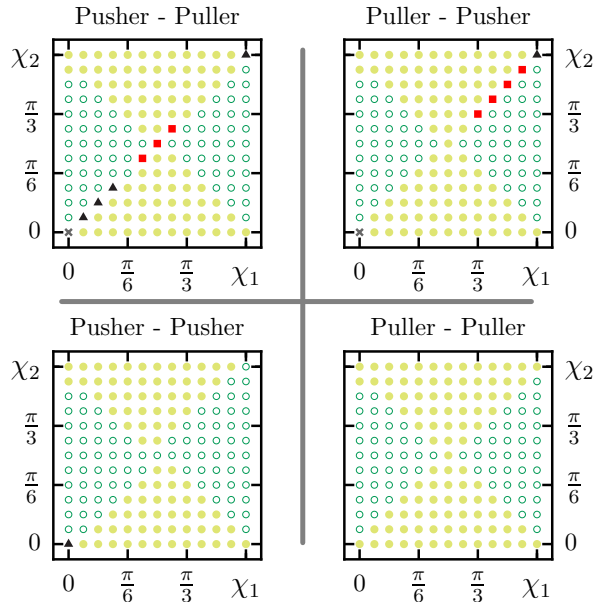 Pusher - Puller
Puller - Pusher
χ₂
π/3
π/6
0
χ₂
π/3
π/6
0
0 π/6 π/3 χ₁
0 π/6 π/3 χ₁
Pusher - Pusher
Puller - Puller
χ₂
π/3
π/6
0
χ₂
π/3
π/6
0
0 π/6 π/3 χ₁
0 π/6 π/3 χ₁